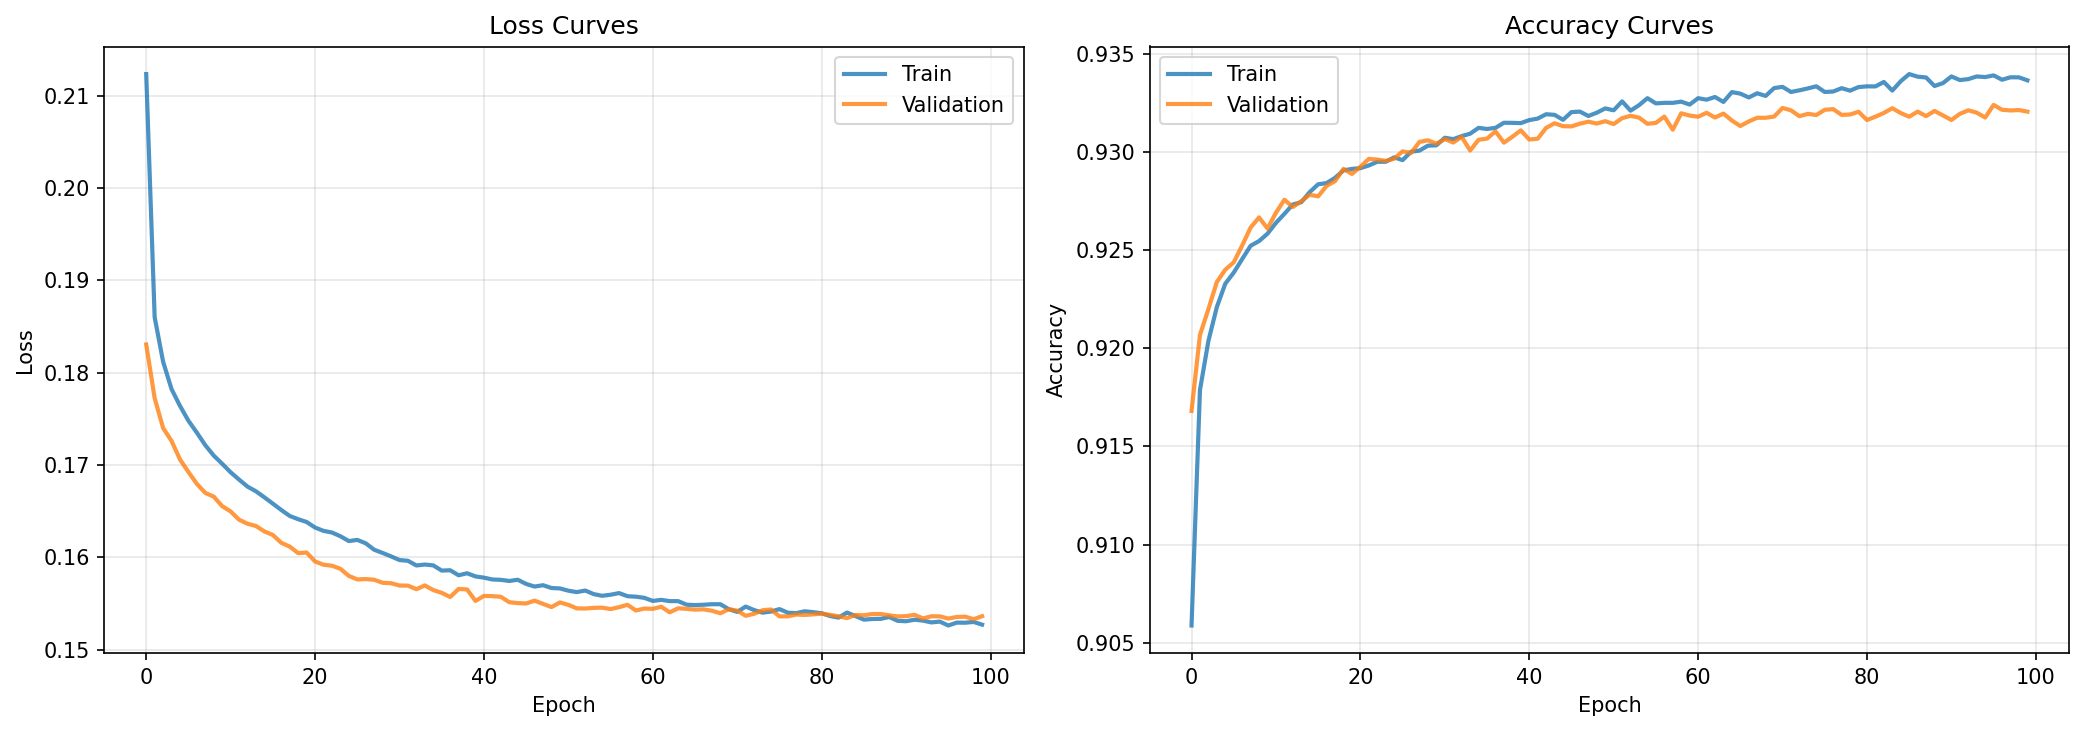 Loss Curves
Train
Validation
0.21
0.20
0.19
0.18
0.17
0.16
0.15
Loss
0 20 40 60 80 100
Epoch
Accuracy Curves
Train
Validation
0.935
0.930
0.925
0.920
0.915
0.910
0.905
Accuracy
0 20 40 60 80 100
Epoch